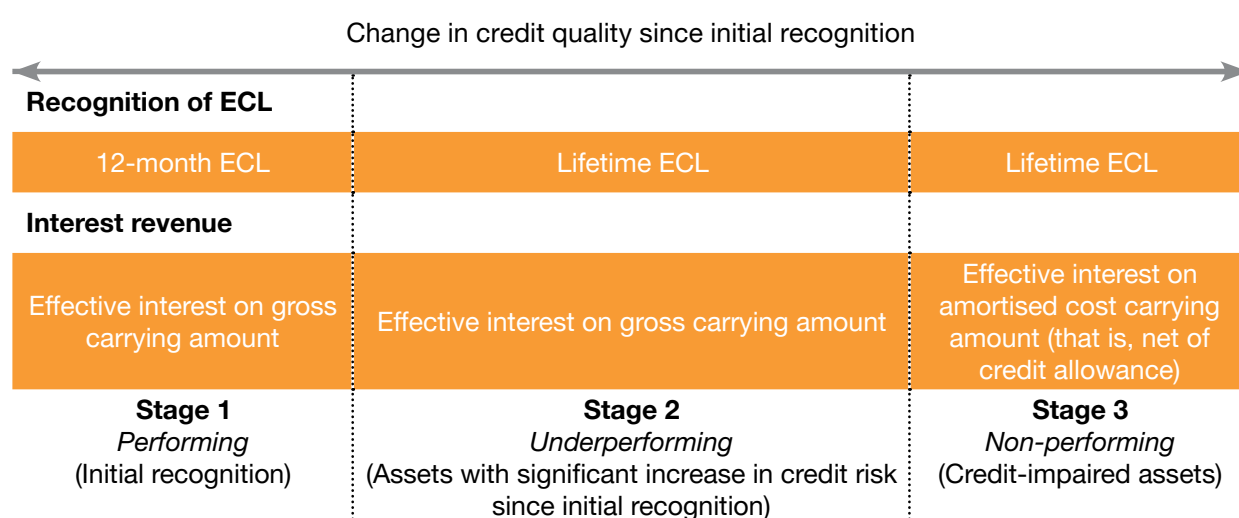 Change in credit quality since initial recognition
Recognition of ECL
12-month ECL
Lifetime ECL
Lifetime ECL
Interest revenue
Effective interest on gross
carrying amount
Effective interest on gross carrying amount
Effective interest on
amortised cost carrying
amount (that is, net of
credit allowance)
Stage 1
Performing
(Initial recognition)
Stage 2
Underperforming
(Assets with significant increase in credit risk
since initial recognition)
Stage 3
Non-performing
(Credit-impaired assets)